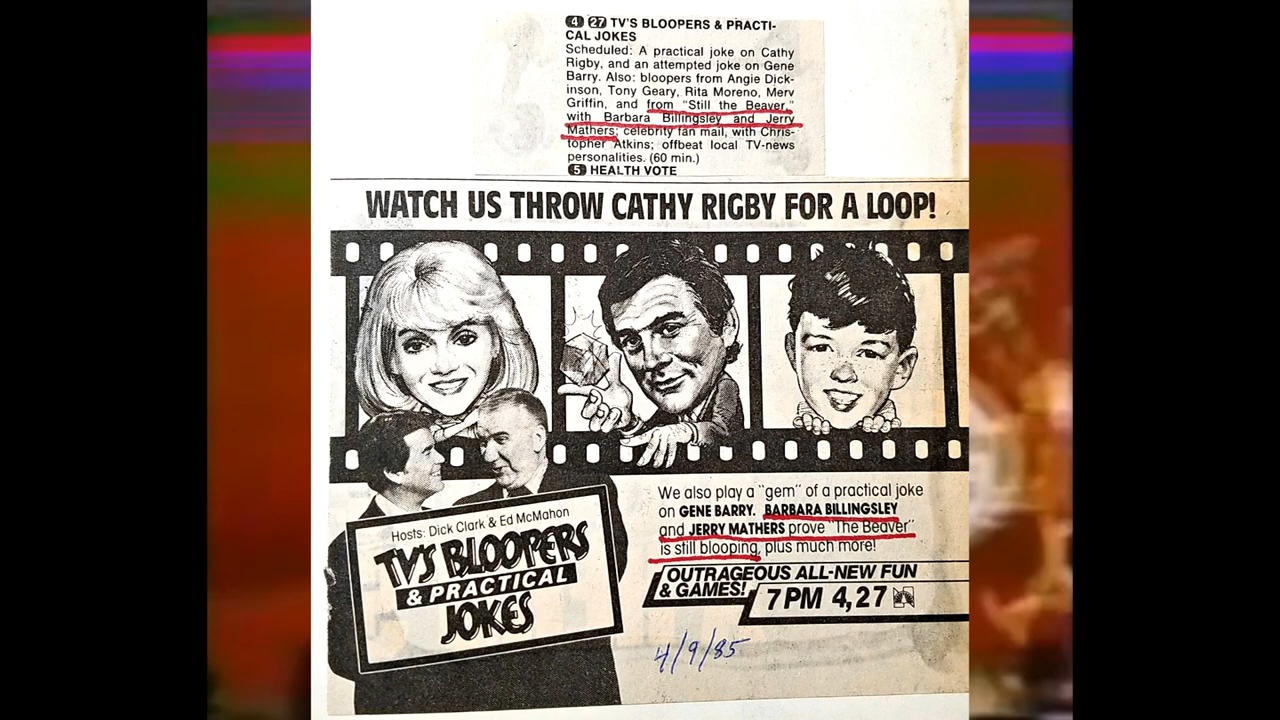 4 27 TV'S BLOOPERS & PRACTI-
CAL JOKES
Scheduled: A practical joke on Cathy
Rigby, and an attempted joke on Gene
Barry. Also: bloopers from Angie Dick-
inson, Tony Geary, Rita Moreno, Merv
Griffin, and from "Still the Beaver,"
with Barbara Billingsley and Jerry
Mathers; celebrity fan mail, with Chris-
topher Atkins; offbeat local TV-news
personalities. (60 min.)
5 HEALTH VOTE
WATCH US THROW CATHY RIGBY FOR A LOOP!
Hosts: Dick Clark & Ed McMahon
TV'S BLOOPERS
& PRACTICAL
JOKES
We also play a "gem" of a practical joke
on GENE BARRY. BARBARA BILLINGSLEY
and JERRY MATHERS prove "The Beaver"
is still blooping, plus much more!
OUTRAGEOUS ALL-NEW FUN
& GAMES!
7PM 4,27
4/9/85